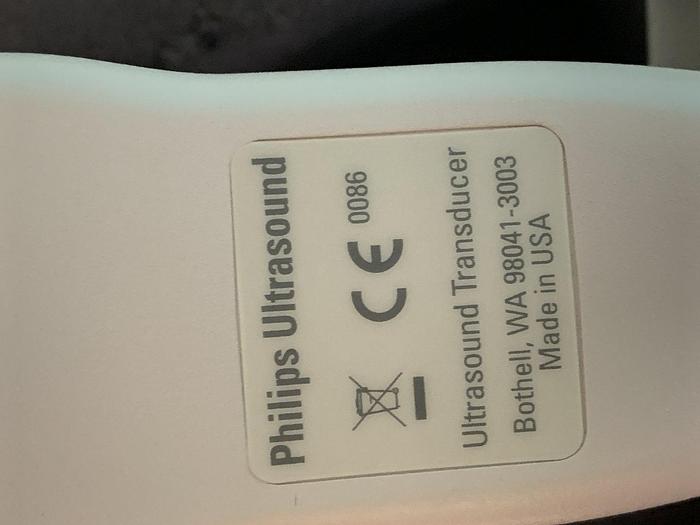 Philips Ultrasound
CE 0086
Ultrasound Transducer
Bothell, WA 98041-3003
Made in USA